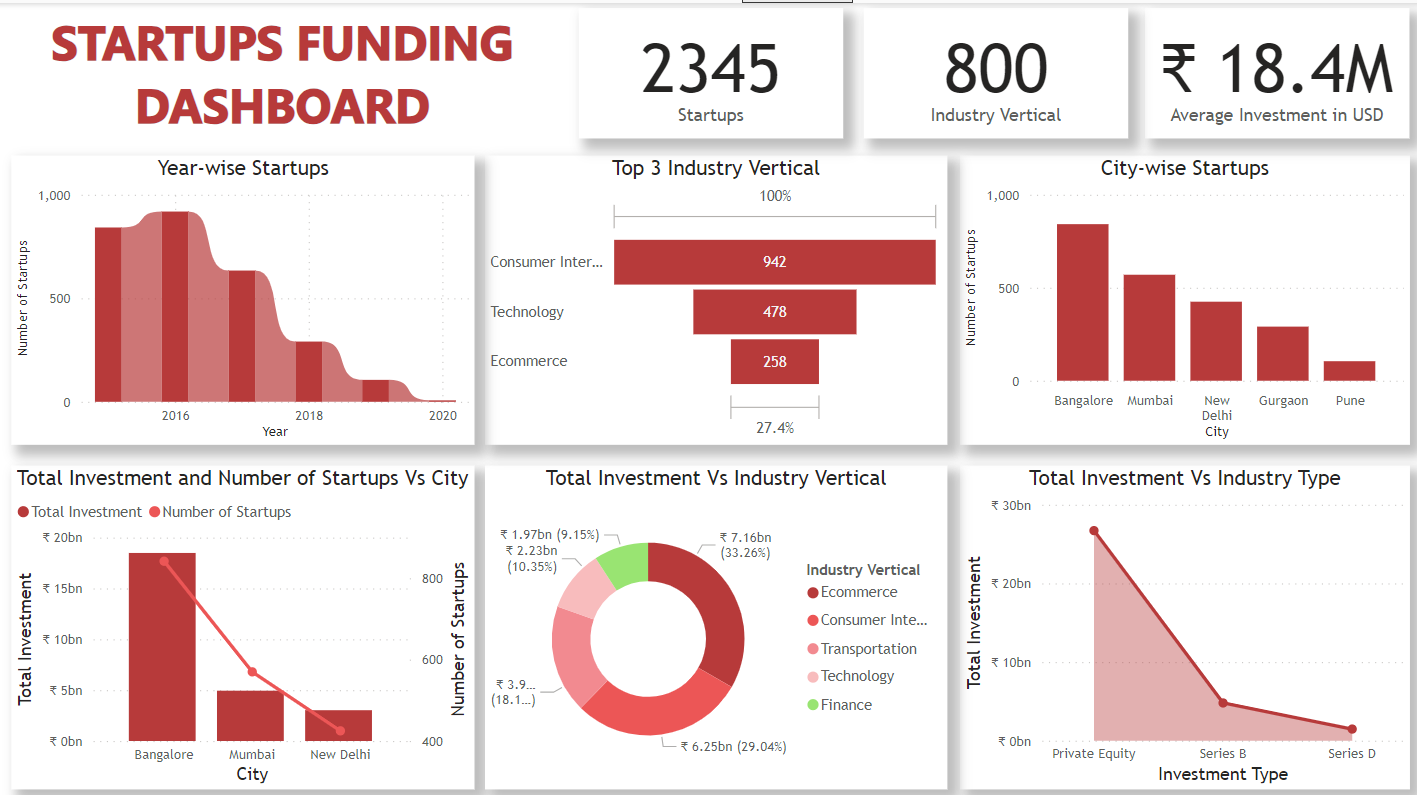 STARTUPS FUNDING
DASHBOARD
2345
Startups
800
Industry Vertical
₹ 18.4M
Average Investment in USD
Year-wise Startups
Number of Startups
1,000
500
0
2016
2018
2020
Year
Top 3 Industry Vertical
100%
Consumer Inter...
942
Technology
478
Ecommerce
258
27.4%
City-wise Startups
Number of Startups
1,000
500
0
Bangalore
Mumbai
New
Delhi
Gurgaon
Pune
City
Total Investment and Number of Startups Vs City
Total Investment
Number of Startups
Total Investment
₹ 20bn
₹ 15bn
₹ 10bn
₹ 5bn
₹ 0bn
Number of Startups
800
600
400
Bangalore
Mumbai
New Delhi
City
Total Investment Vs Industry Vertical
₹ 1.97bn (9.15%)
₹ 2.23bn
(10.35%)
₹ 3.9...
(18.1...)
₹ 7.16bn
(33.26%)
₹ 6.25bn (29.04%)
Industry Vertical
Ecommerce
Consumer Inte...
Transportation
Technology
Finance
Total Investment Vs Industry Type
Total Investment
₹ 30bn
₹ 20bn
₹ 10bn
₹ 0bn
Private Equity
Series B
Series D
Investment Type